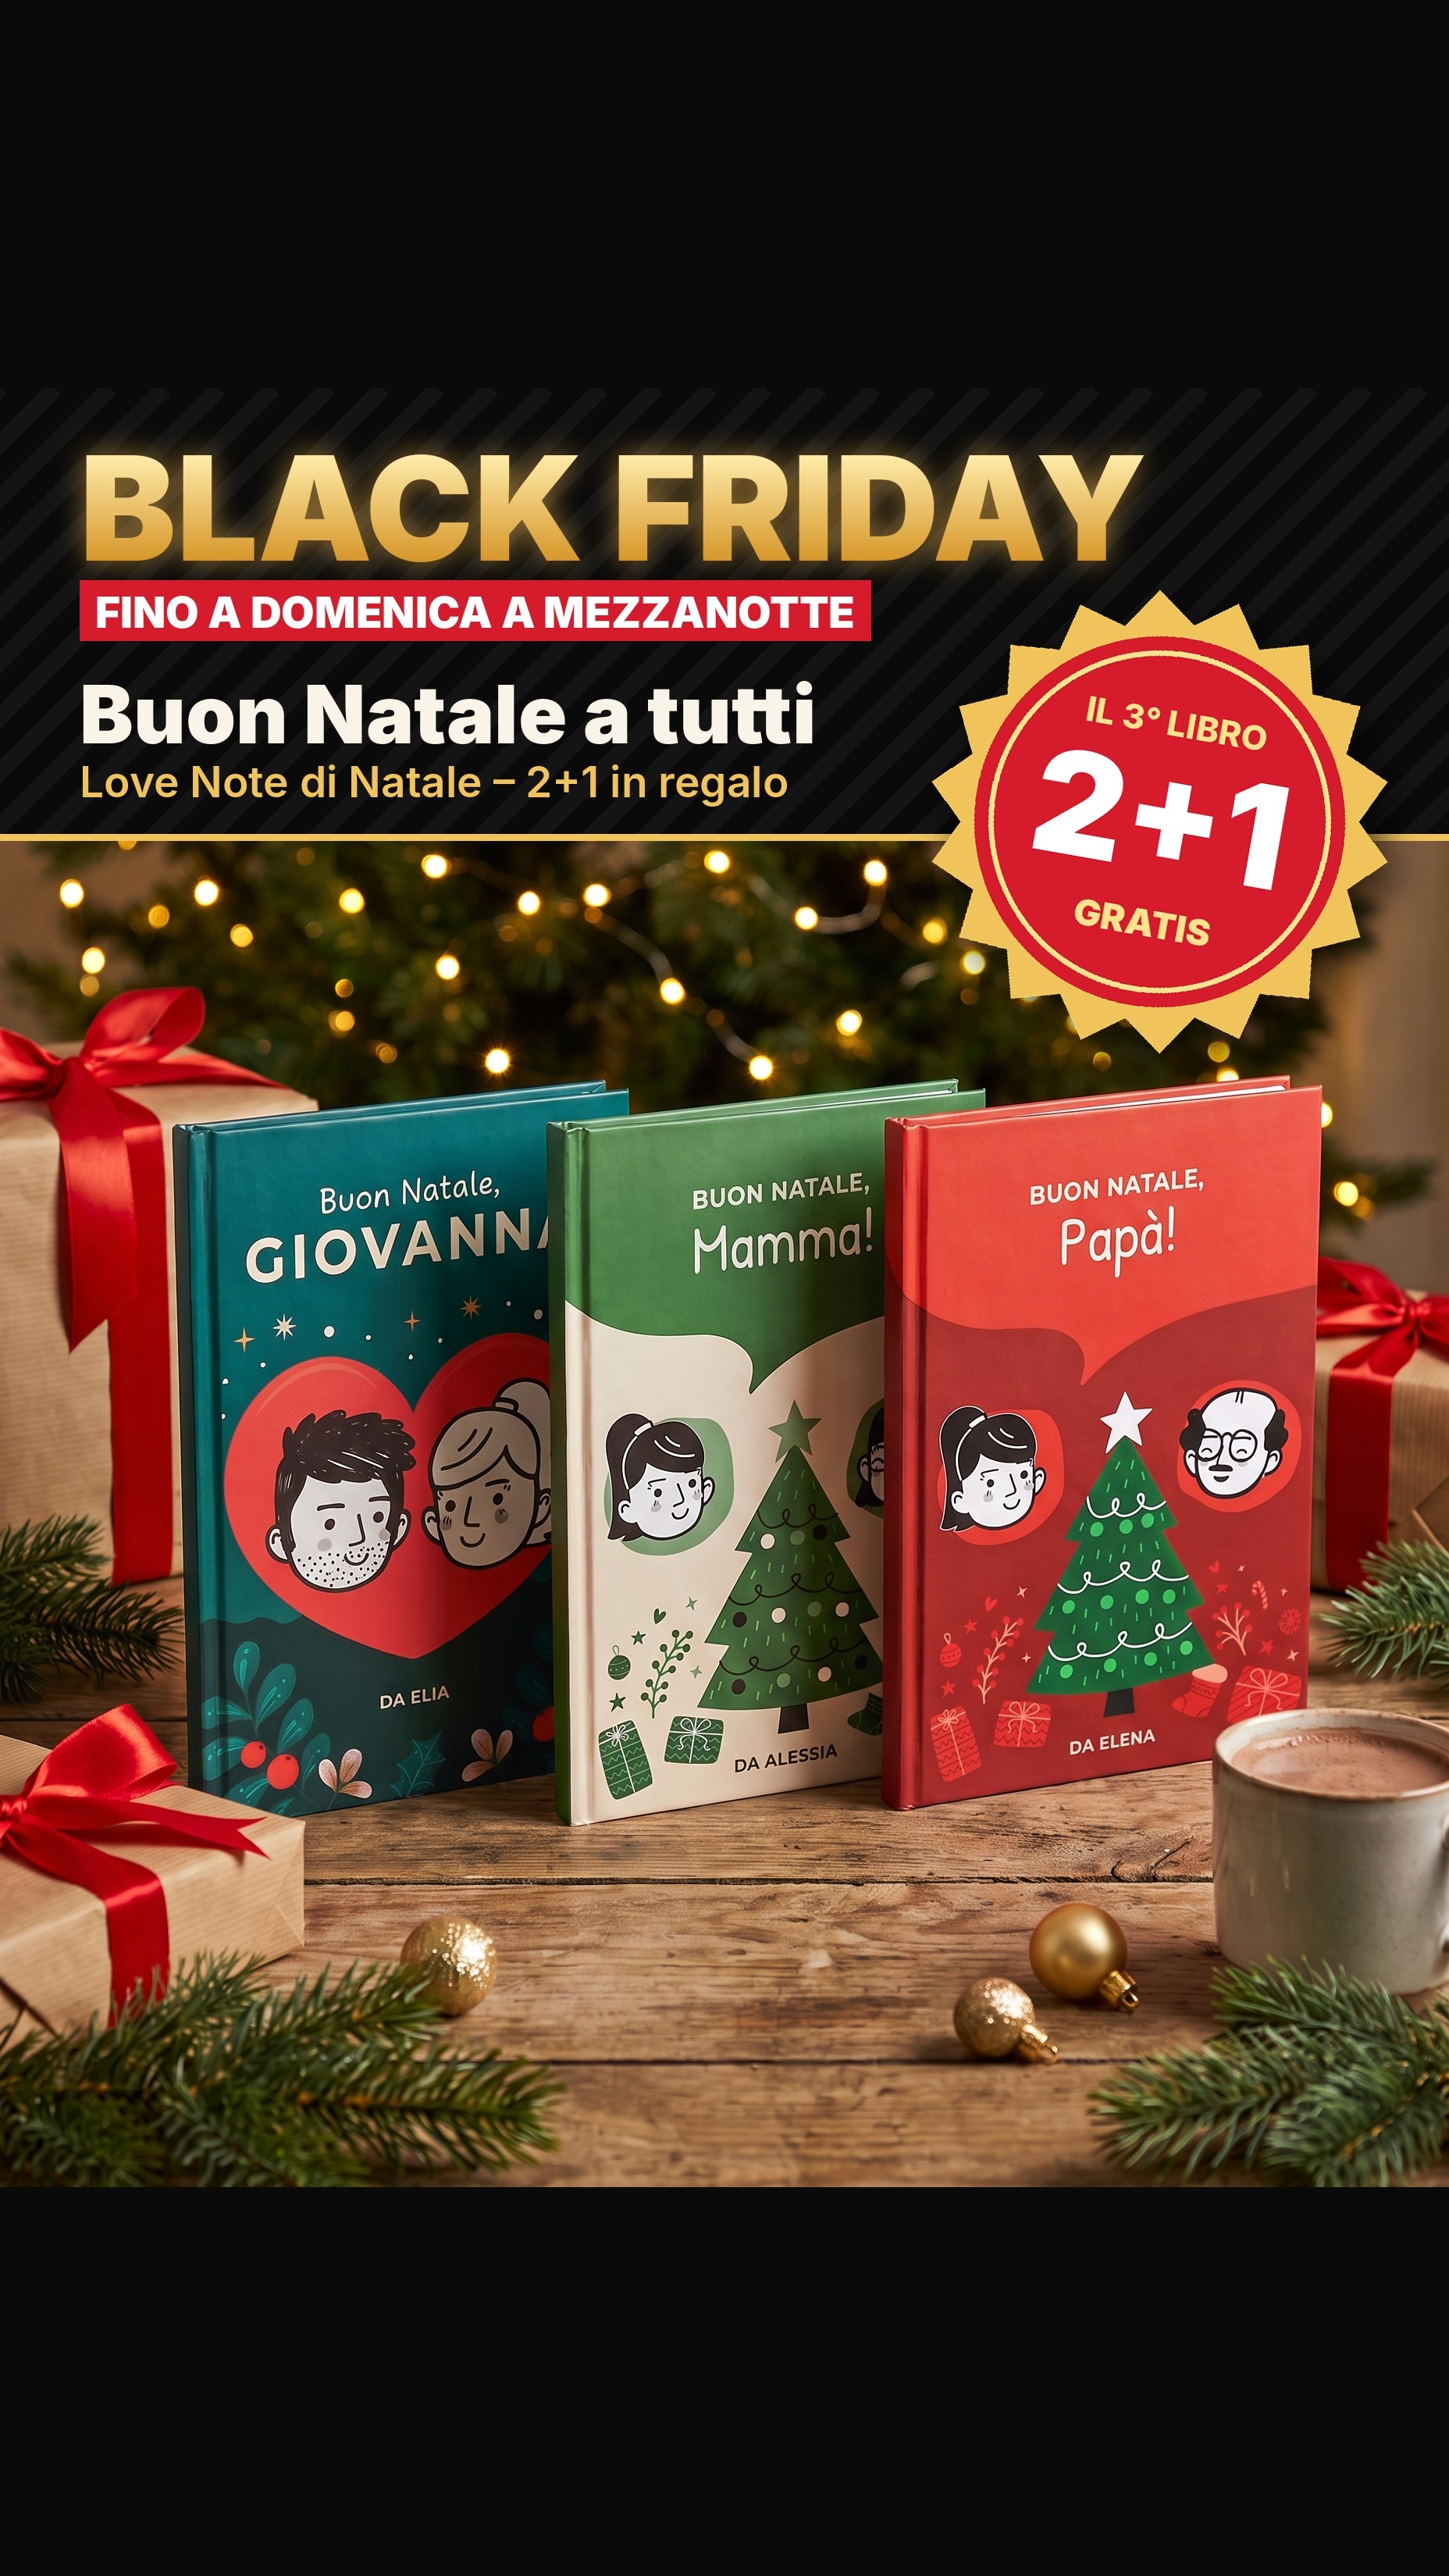 BLACK FRIDAY
FINO A DOMENICA A MEZZANOTTE
Buon Natale a tutti
Love Note di Natale – 2+1 in regalo
IL 3° LIBRO
2+1
GRATIS
Buon Natale,
GIOVANNA
DA ELIA
BUON NATALE,
Mamma!
DA ALESSIA
BUON NATALE,
Papà!
DA ELENA